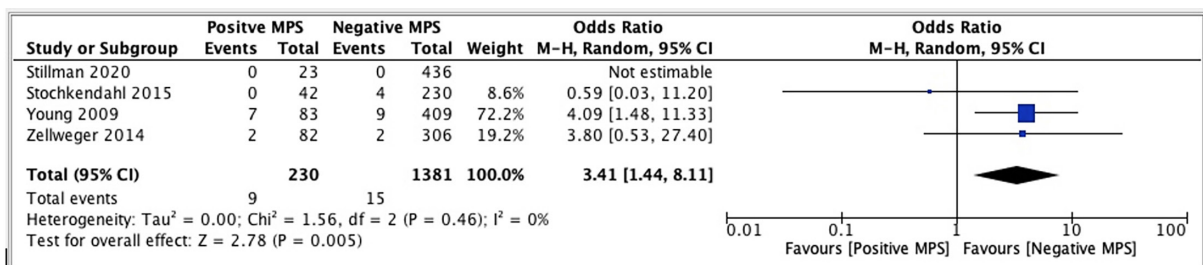 Positve MPS Negative MPS Odds Ratio Odds Ratio
Study or Subgroup Events Total Events Total Weight M-H, Random, 95% CI M-H, Random, 95% CI
Stillman 2020 0 23 0 436 Not estimable
Stochkendahl 2015 0 42 4 230 8.6% 0.59 [0.03, 11.20]
Young 2009 7 83 9 409 72.2% 4.09 [1.48, 11.33]
Zellweger 2014 2 82 2 306 19.2% 3.80 [0.53, 27.40]
Total (95% CI) 230 1381 100.0% 3.41 [1.44, 8.11]
Total events 9 15
Heterogeneity: Tau² = 0.00; Chi² = 1.56, df = 2 (P = 0.46); I² = 0%
Test for overall effect: Z = 2.78 (P = 0.005)
0.01 0.1 1 10 100
Favours [Positive MPS] Favours [Negative MPS]